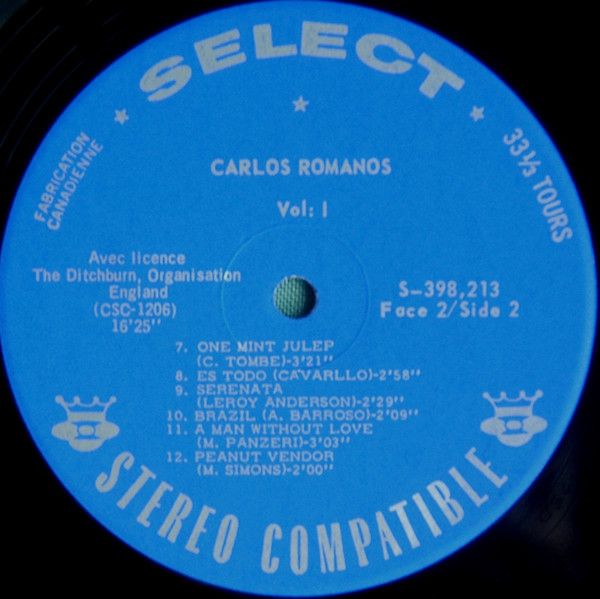 SELECT
FABRICATION
CANADIENNE
33⅓ TOURS
CARLOS ROMANOS
Vol: I
Avec licence
The Ditchburn, Organisation
England
(CSC-1206)
16'25"
S-398,213
Face 2/Side 2
7. ONE MINT JULEP
(C. TOMBE)-3'21"
8. ES TODO (CAVARLLO)-2'58"
9. SERENATA
(LEROY ANDERSON)-2'29"
10. BRAZIL (A. BARROSO)-2'09"
11. A MAN WITHOUT LOVE
(M. PANZERI)-3'03"
12. PEANUT VENDOR
(M. SIMONS)-2'00"
STEREO COMPATIBLE